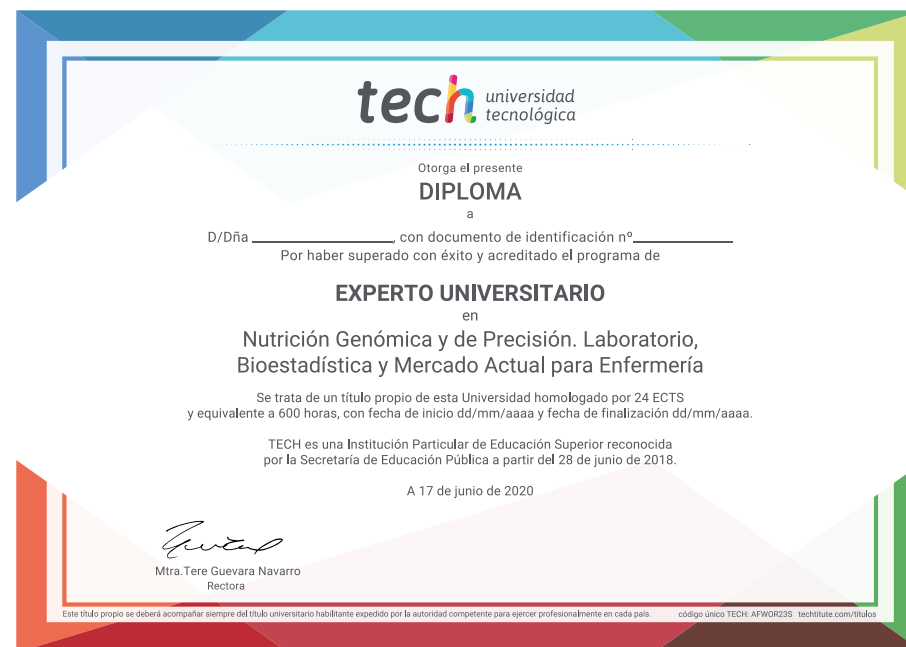 tech universidad
tecnológica
Otorga el presente
DIPLOMA
a
D/Dña ____________________, con documento de identificación nº______________
Por haber superado con éxito y acreditado el programa de
EXPERTO UNIVERSITARIO
en
Nutrición Genómica y de Precisión. Laboratorio,
Bioestadística y Mercado Actual para Enfermería
Se trata de un título propio de esta Universidad homologado por 24 ECTS
y equivalente a 600 horas, con fecha de inicio dd/mm/aaaa y fecha de finalización dd/mm/aaaa.
TECH es una Institución Particular de Educación Superior reconocida
por la Secretaría de Educación Pública a partir del 28 de junio de 2018.
A 17 de junio de 2020
Mtra.Tere Guevara Navarro
Rectora
Este título propio se deberá acompañar siempre del título universitario habilitante expedido por la autoridad competente para ejercer profesionalmente en cada país. código único TECH: AFWOR23S techtitute.com/titulos